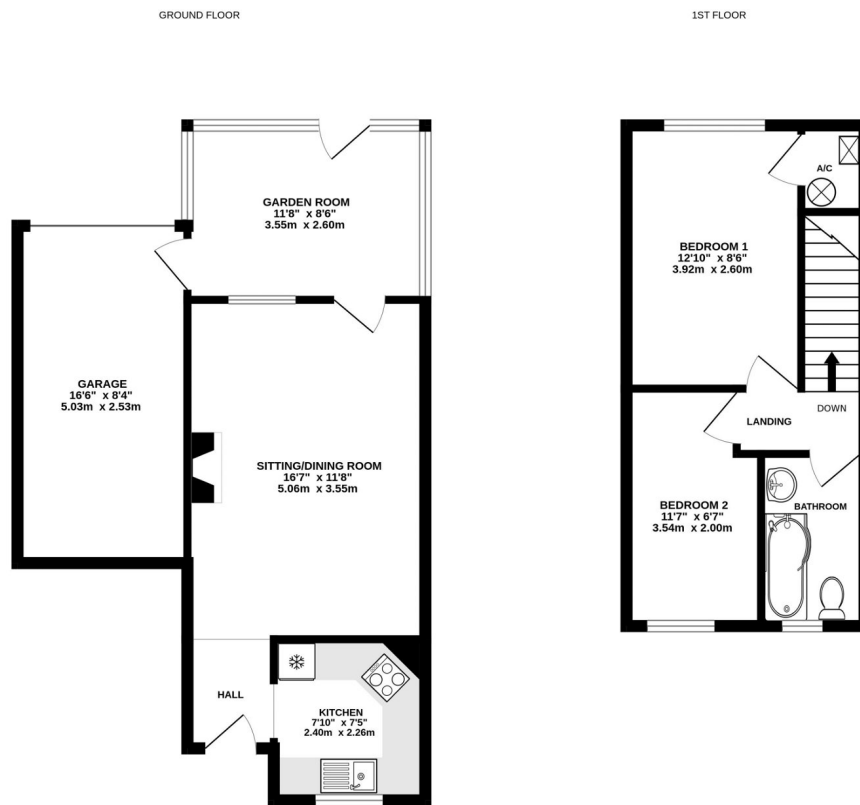 GROUND FLOOR
1ST FLOOR
GARDEN ROOM
11'8" x 8'6"
3.55m x 2.60m
GARAGE
16'6" x 8'4"
5.03m x 2.53m
SITTING/DINING ROOM
16'7" x 11'8"
5.06m x 3.55m
HALL
KITCHEN
7'10" x 7'5"
2.40m x 2.26m
A/C
BEDROOM 1
12'10" x 8'6"
3.92m x 2.60m
DOWN
LANDING
BEDROOM 2
11'7" x 6'7"
3.54m x 2.00m
BATHROOM